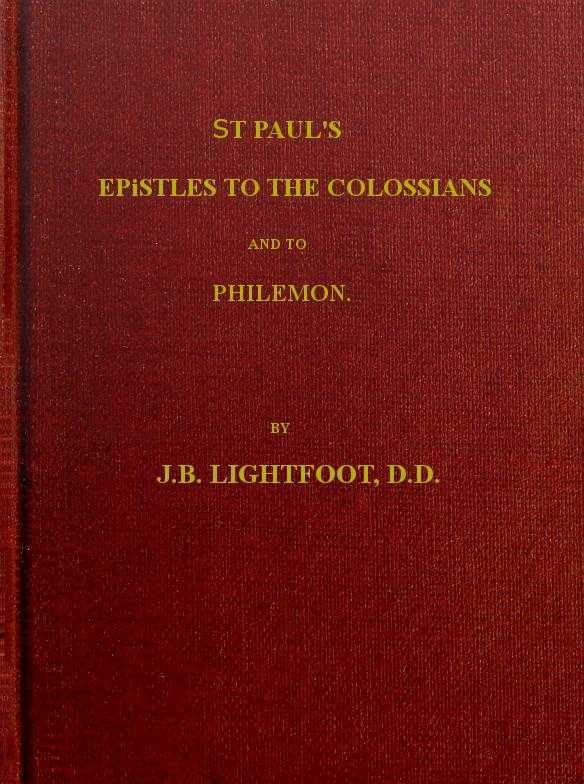 ST PAUL'S
EPiSTLES TO THE COLOSSIANS
AND TO
PHILEMON.
BY
J.B. LIGHTFOOT, D.D.